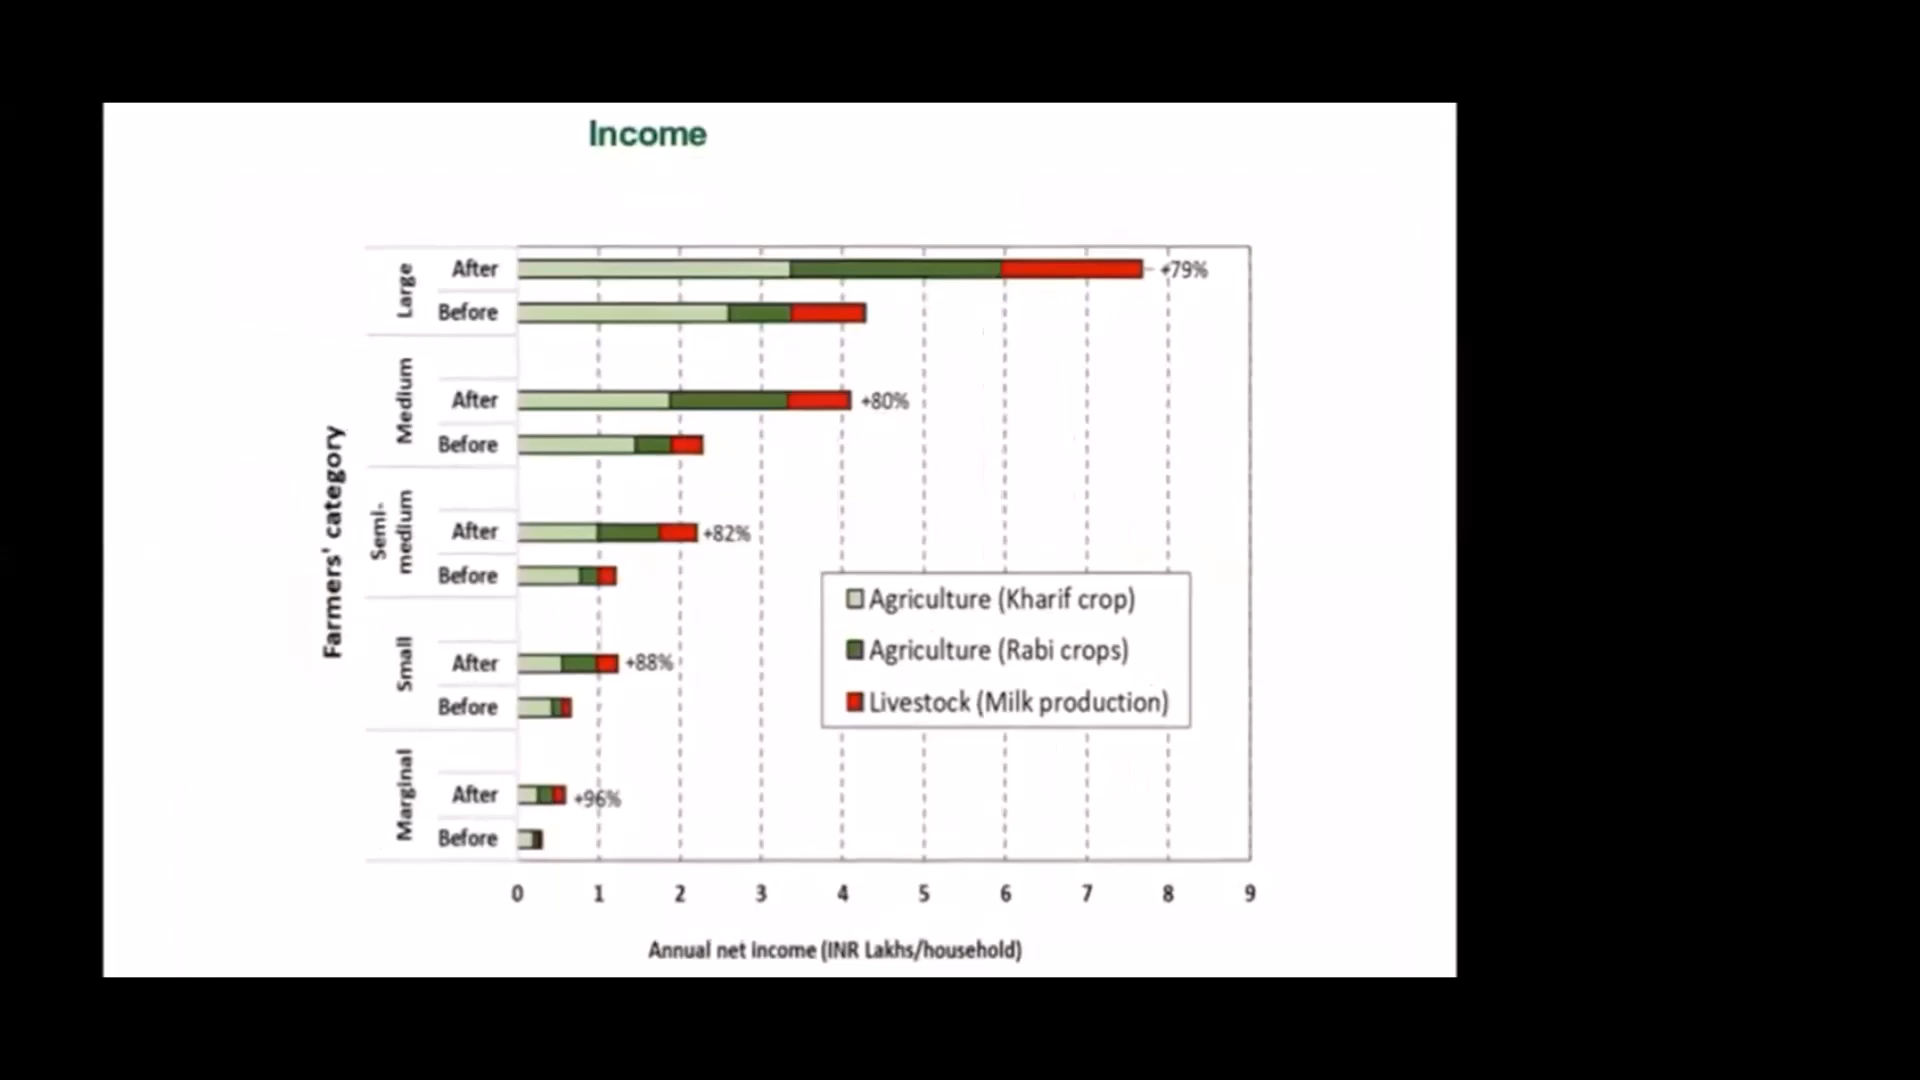 Income
Farmers' category
Large
After
+79%
Before
Medium
After
+80%
Before
Semi-
medium
After
+82%
Before
Small
After
+88%
Before
Marginal
After
+96%
Before
Agriculture (Kharif crop)
Agriculture (Rabi crops)
Livestock (Milk production)
0 1 2 3 4 5 6 7 8 9
Annual net income (INR Lakhs/household)